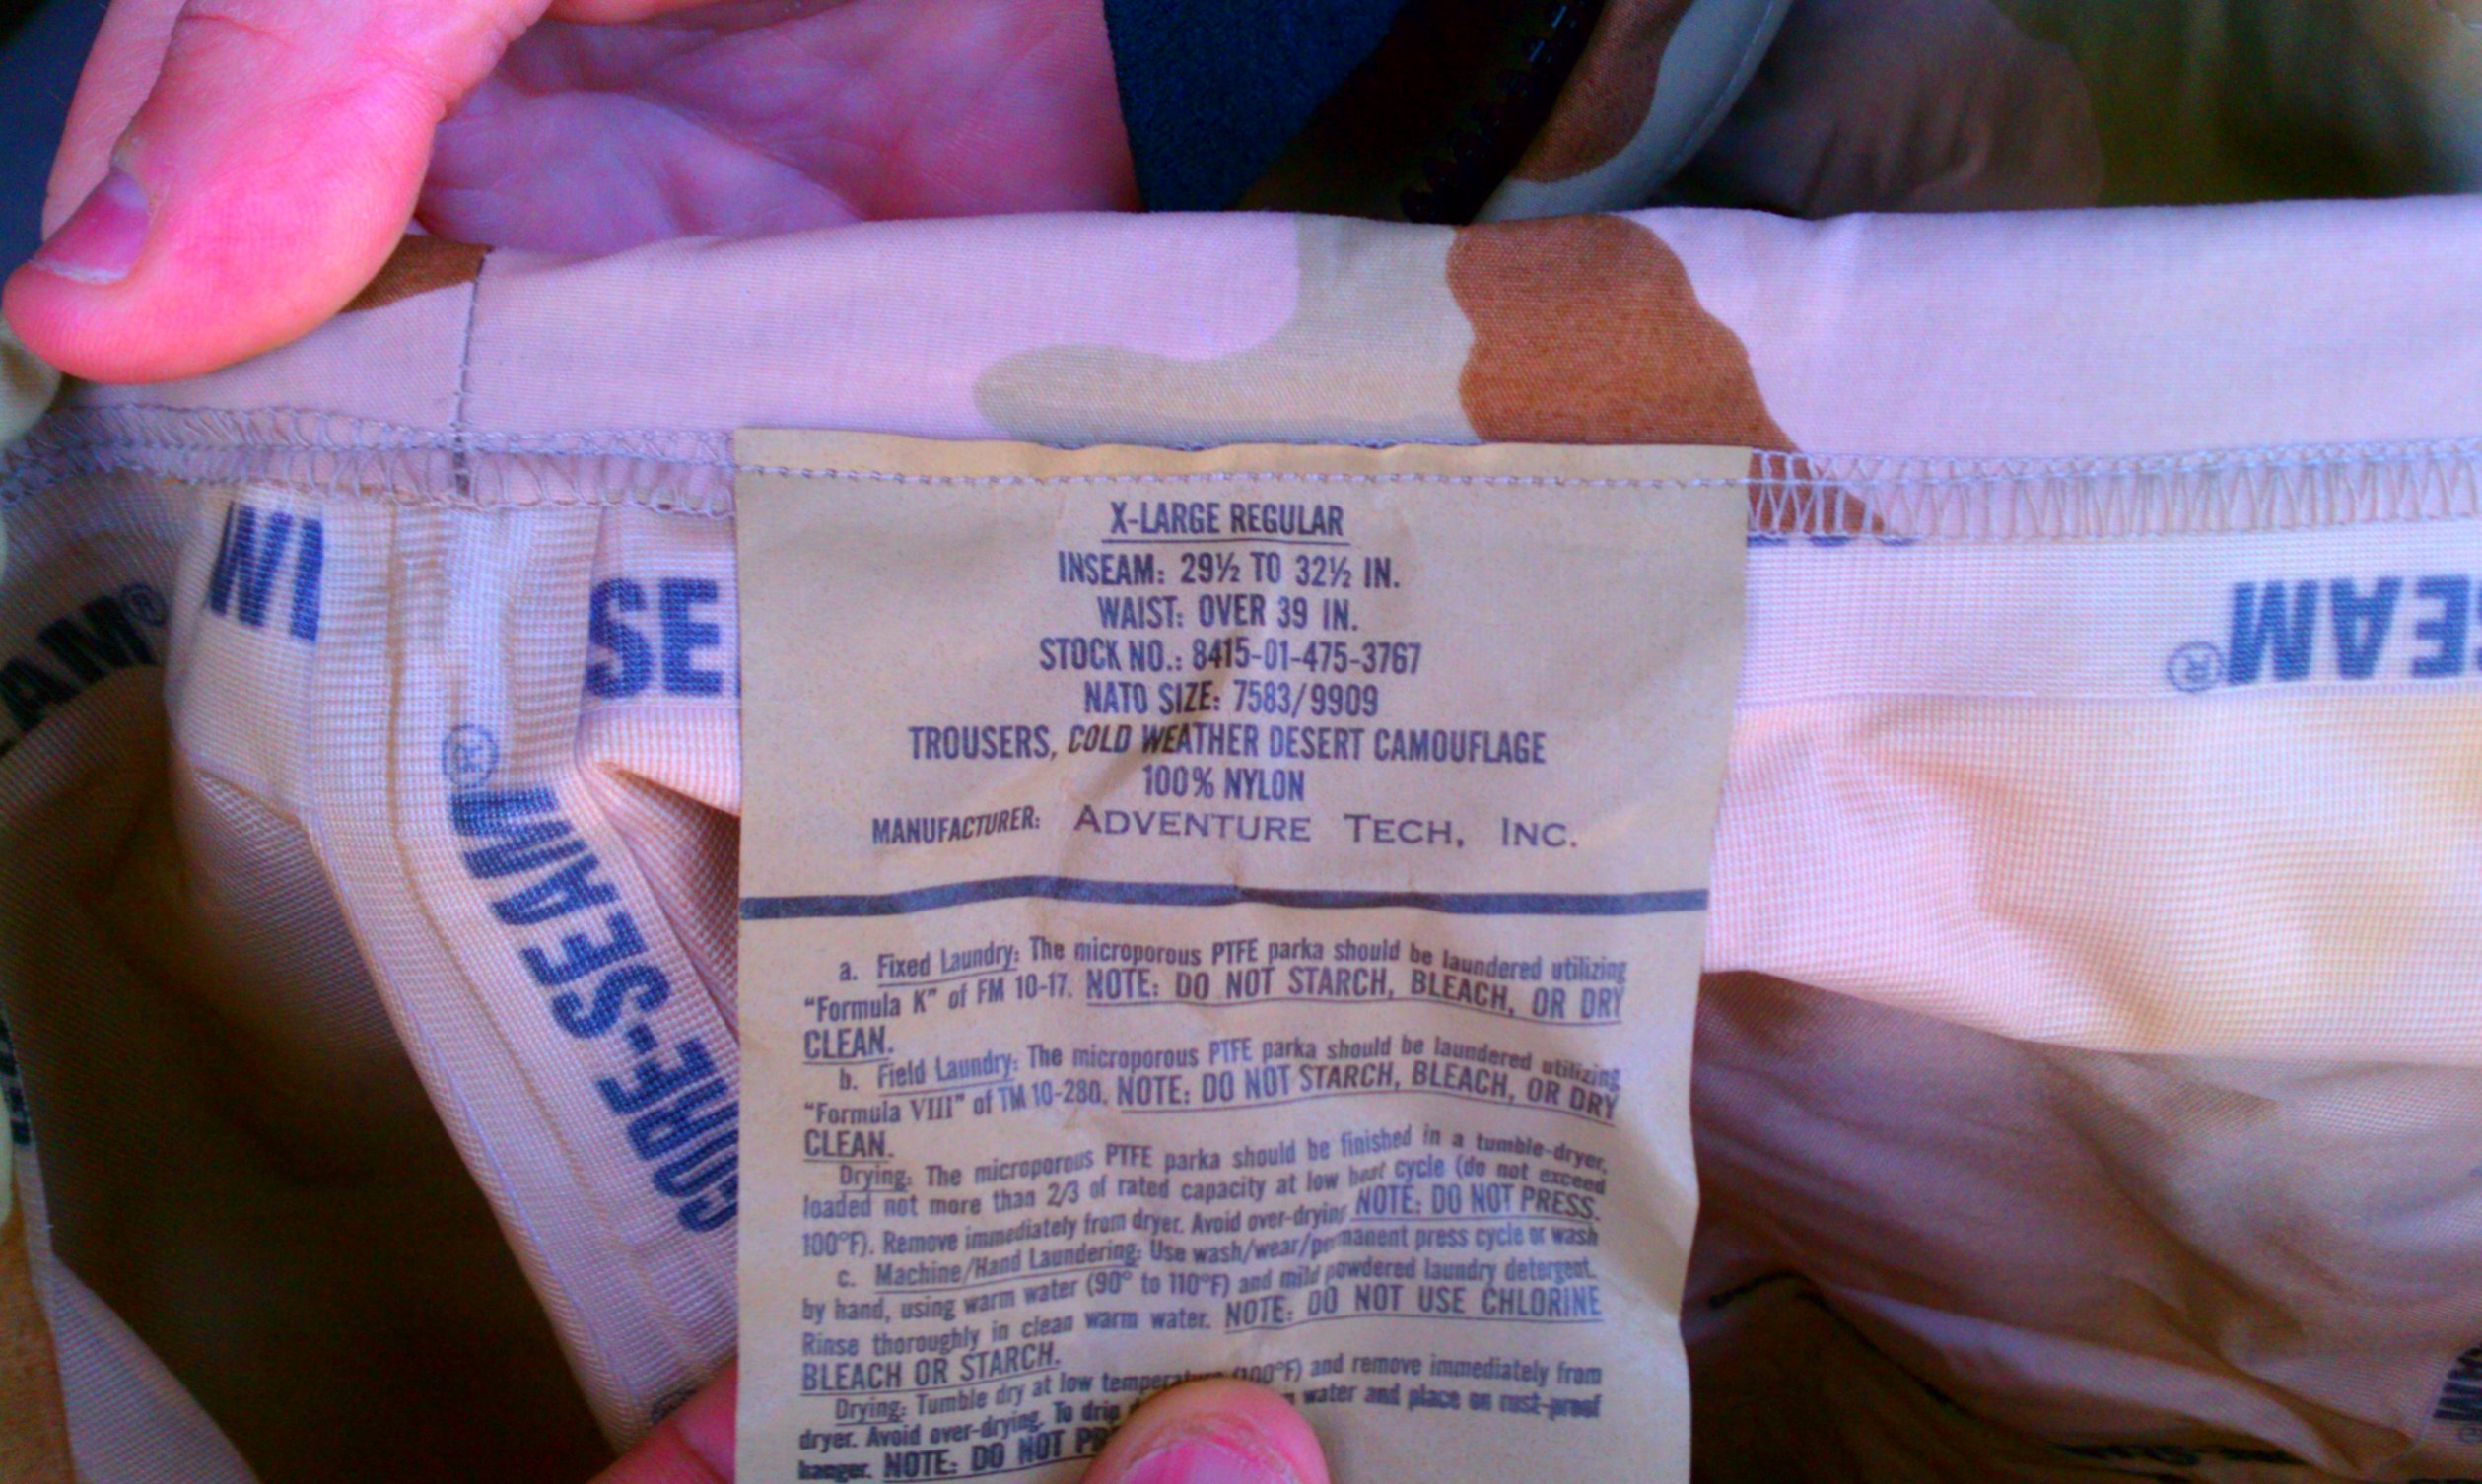 X-LARGE REGULAR
INSEAM: 29½ TO 32½ IN.
WAIST: OVER 39 IN.
STOCK NO.: 8415-01-475-3767
NATO SIZE: 7583/9909
TROUSERS, COLD WEATHER DESERT CAMOUFLAGE
100% NYLON
MANUFACTURER: ADVENTURE TECH, INC.
a. Fixed Laundry: The microporous PTFE parka should be laundered utilizing
"Formula K" of FM 10-17. NOTE: DO NOT STARCH, BLEACH, OR DRY
CLEAN.
b. Field Laundry: The microporous PTFE parka should be laundered utilizing
"Formula VIII" of TM 10-280. NOTE: DO NOT STARCH, BLEACH, OR DRY
CLEAN.
Drying: The microporous PTFE parka should be finished in a tumble-dryer,
loaded not more than 2/3 of rated capacity at low heat cycle (do not exceed
100°F). Remove immediately from dryer. Avoid over-drying NOTE: DO NOT PRESS.
c. Machine/Hand Laundering: Use wash/wear/permanent press cycle or wash
by hand, using warm water (90° to 110°F) and mild powdered laundry detergent.
Rinse thoroughly in clean warm water. NOTE: DO NOT USE CHLORINE
BLEACH OR STARCH.
Drying: Tumble dry at low temperature (100°F) and remove immediately from
dryer. Avoid over-drying. To drip water and place on rust-proof
hanger. NOTE: DO NOT
SE
AM®
GORE-SEAM®
EAM®